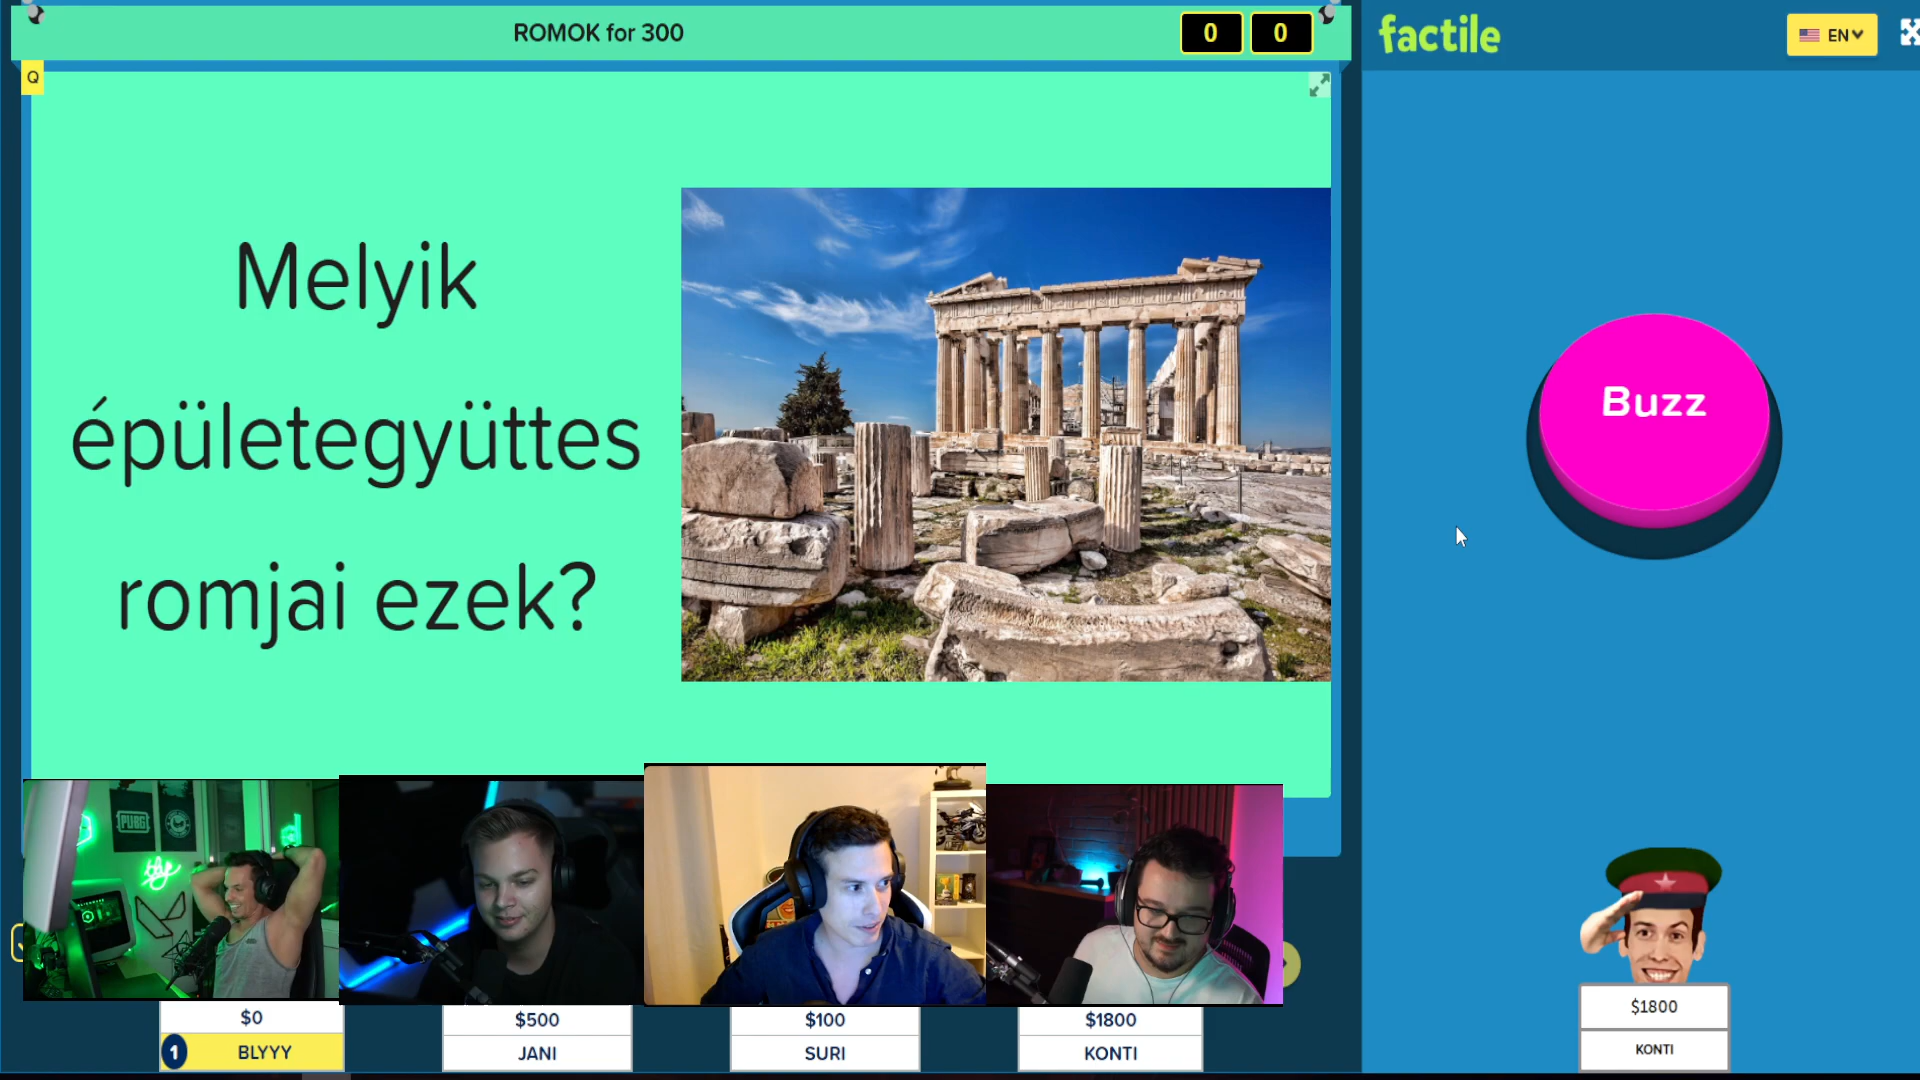 ROMOK for 300
0
0
factile
EN
Q
Melyik
épületegyüttes
romjai ezek?
Buzz
PUBG
$0
$500
$100
$1800
1
BLYYY
JANI
SURI
KONTI
$1800
KONTI